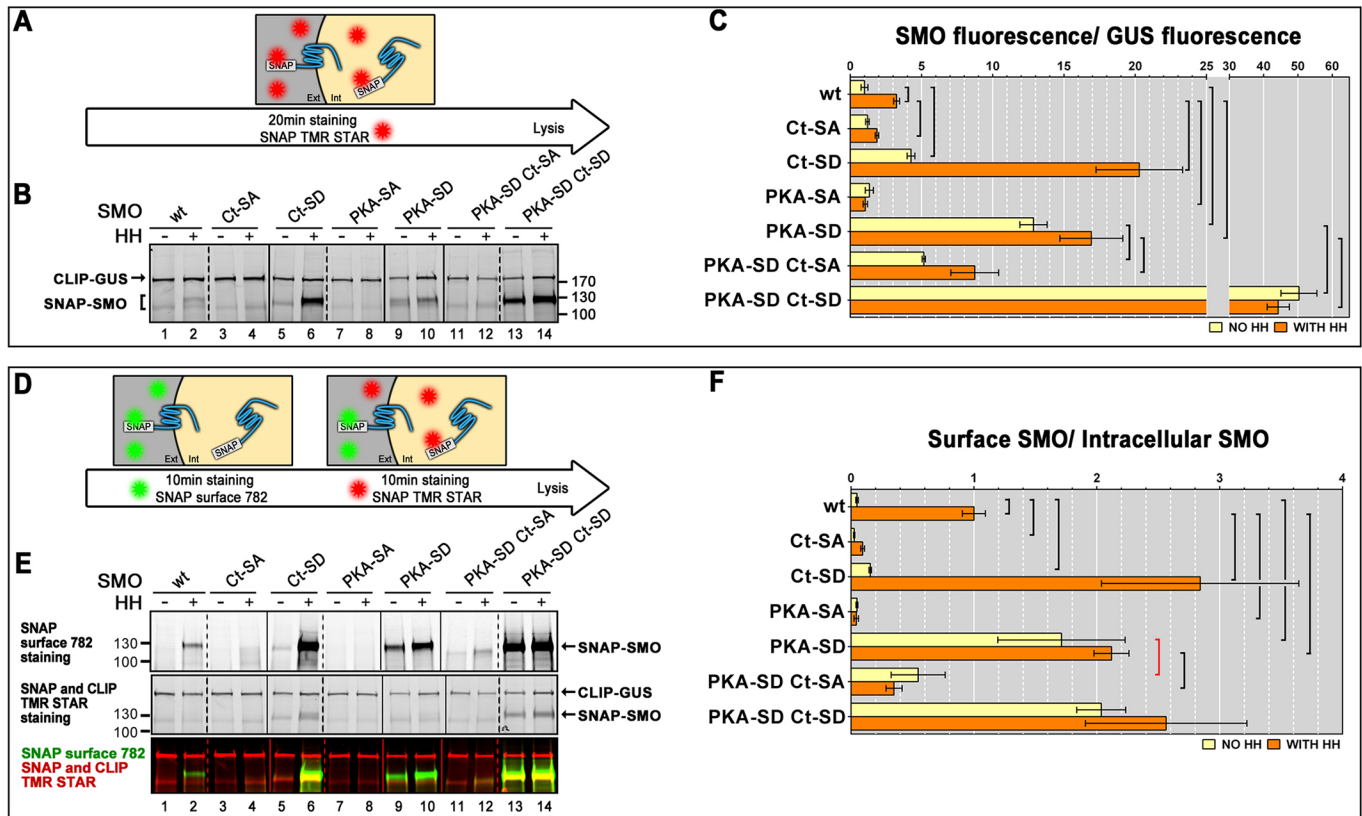 A
SNAP
SNAP
Ext Int
20min staining
SNAP TMR STAR
Lysis
B
SMO wt Ct-SA Ct-SD PKA-SA PKA-SD PKA-SD Ct-SA PKA-SD Ct-SD
HH - + - + - + - + - + - + - +
CLIP-GUS → 170
SNAP-SMO 130
100
1 2 3 4 5 6 7 8 9 10 11 12 13 14
C
SMO fluorescence/ GUS fluorescence
0 5 10 15 20 25 30 40 50 60
wt
Ct-SA
Ct-SD
PKA-SA
PKA-SD
PKA-SD Ct-SA
PKA-SD Ct-SD
NO HH WITH HH
D
SNAP
SNAP
Ext Int
SNAP
SNAP
Ext Int
10min staining
SNAP surface 782
10min staining
SNAP TMR STAR
Lysis
E
SMO wt Ct-SA Ct-SD PKA-SA PKA-SD PKA-SD Ct-SA PKA-SD Ct-SD
HH - + - + - + - + - + - + - +
SNAP
surface 782
staining
130
100
← SNAP-SMO
SNAP and CLIP
TMR STAR
staining
130
100
← CLIP-GUS
← SNAP-SMO
SNAP surface 782
SNAP and CLIP
TMR STAR
1 2 3 4 5 6 7 8 9 10 11 12 13 14
F
Surface SMO/ Intracellular SMO
0 1 2 3 4
wt
Ct-SA
Ct-SD
PKA-SA
PKA-SD
PKA-SD Ct-SA
PKA-SD Ct-SD
NO HH WITH HH